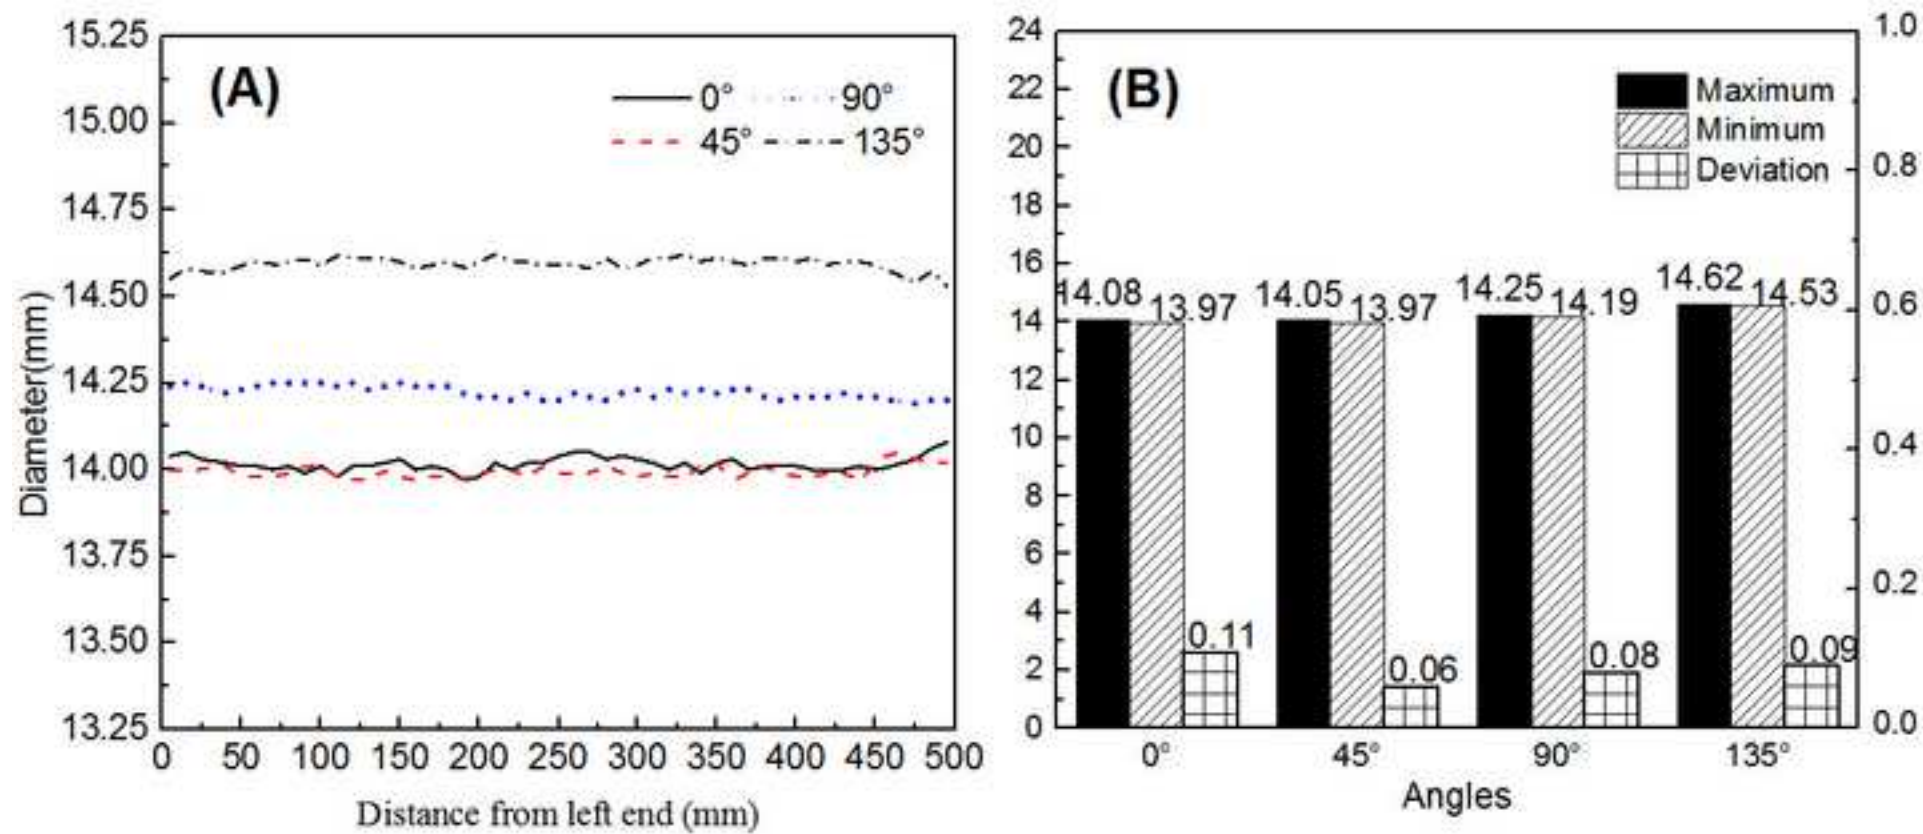 (A)
0° 90°
45° 135°
15.25
15.00
14.75
14.50
14.25
14.00
13.75
13.50
13.25
Diameter(mm)
0 50 100 150 200 250 300 350 400 450 500
Distance from left end (mm)
(B)
Maximum
Minimum
Deviation
24
22
20
18
16
14
12
10
8
6
4
2
0
1.0
0.8
0.6
0.4
0.2
0.0
14.08 13.97 14.05 13.97 14.25 14.19 14.62 14.53
0.11 0.06 0.08 0.09
0° 45° 90° 135°
Angles